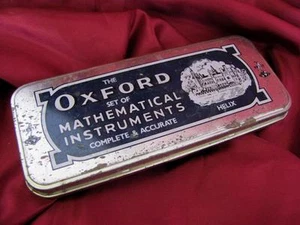 THE
OXFORD
SET OF
MATHEMATICAL
INSTRUMENTS
COMPLETE & ACCURATE
HELIX